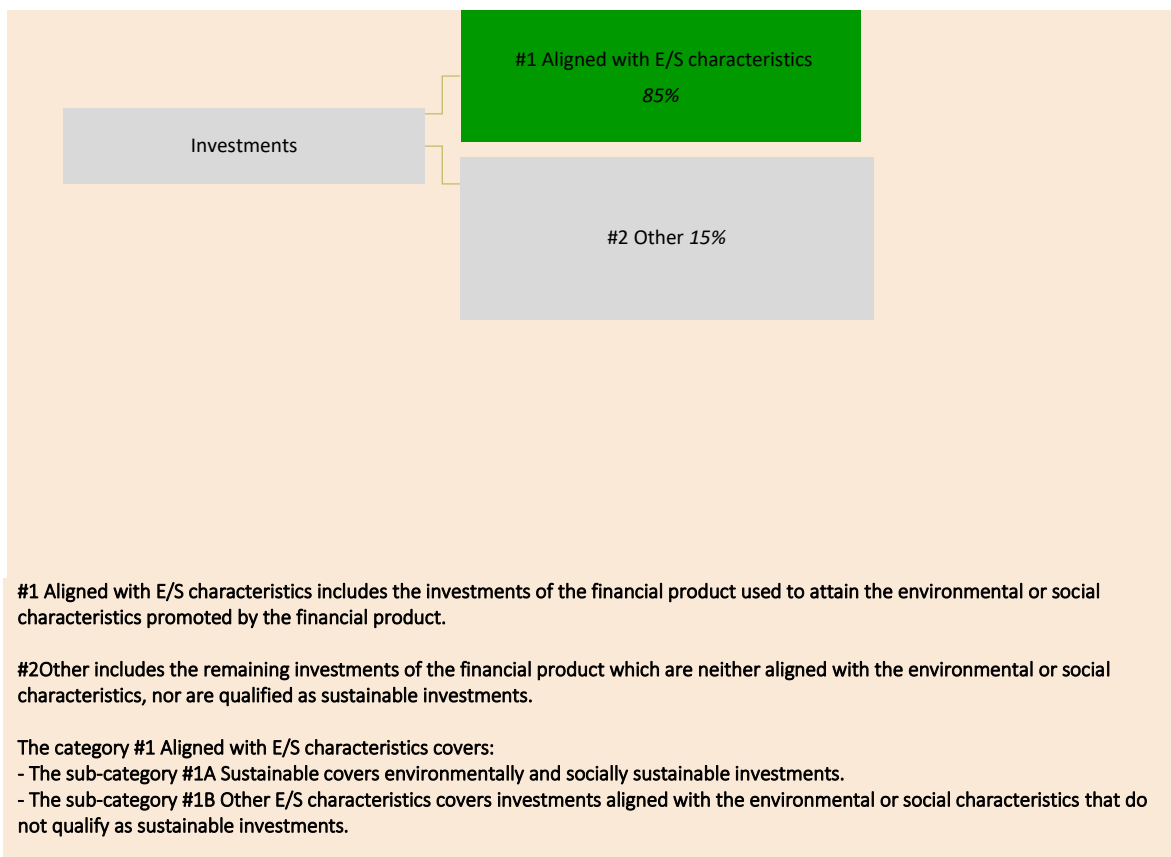 #1 Aligned with E/S characteristics
85%
Investments
#2 Other 15%
#1 Aligned with E/S characteristics includes the investments of the financial product used to attain the environmental or social
characteristics promoted by the financial product.
#2Other includes the remaining investments of the financial product which are neither aligned with the environmental or social
characteristics, nor are qualified as sustainable investments.
The category #1 Aligned with E/S characteristics covers:
- The sub-category #1A Sustainable covers environmentally and socially sustainable investments.
- The sub-category #1B Other E/S characteristics covers investments aligned with the environmental or social characteristics that do
not qualify as sustainable investments.